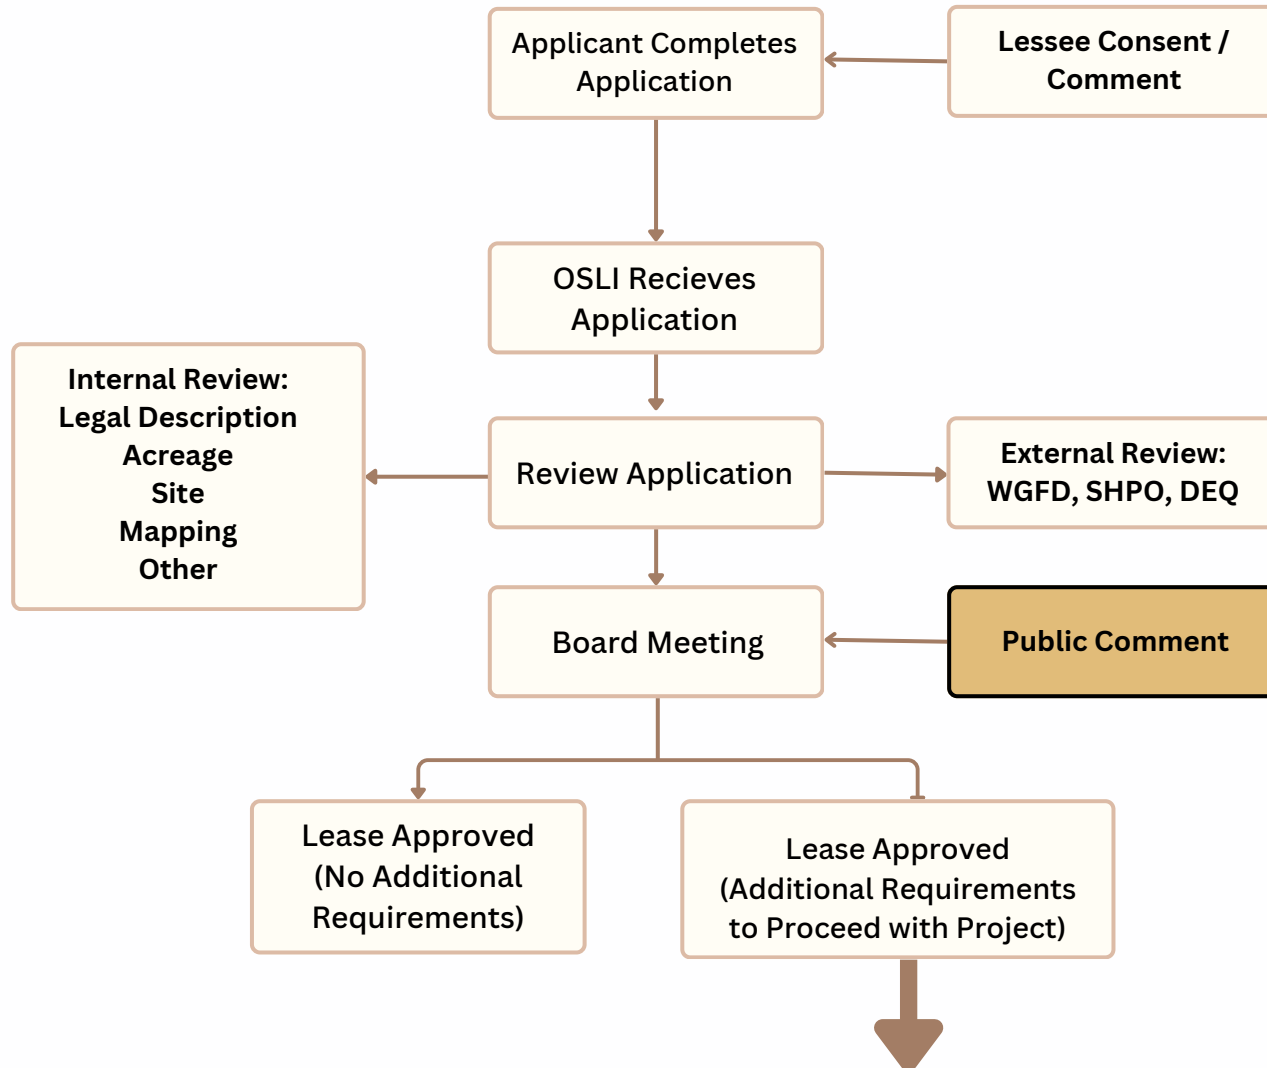 Applicant Completes
Application
Lessee Consent /
Comment
OSLI Recieves
Application
Internal Review:
Legal Description
Acreage
Site
Mapping
Other
Review Application
External Review:
WGFD, SHPO, DEQ
Board Meeting
Public Comment
Lease Approved
(No Additional
Requirements)
Lease Approved
(Additional Requirements
to Proceed with Project)